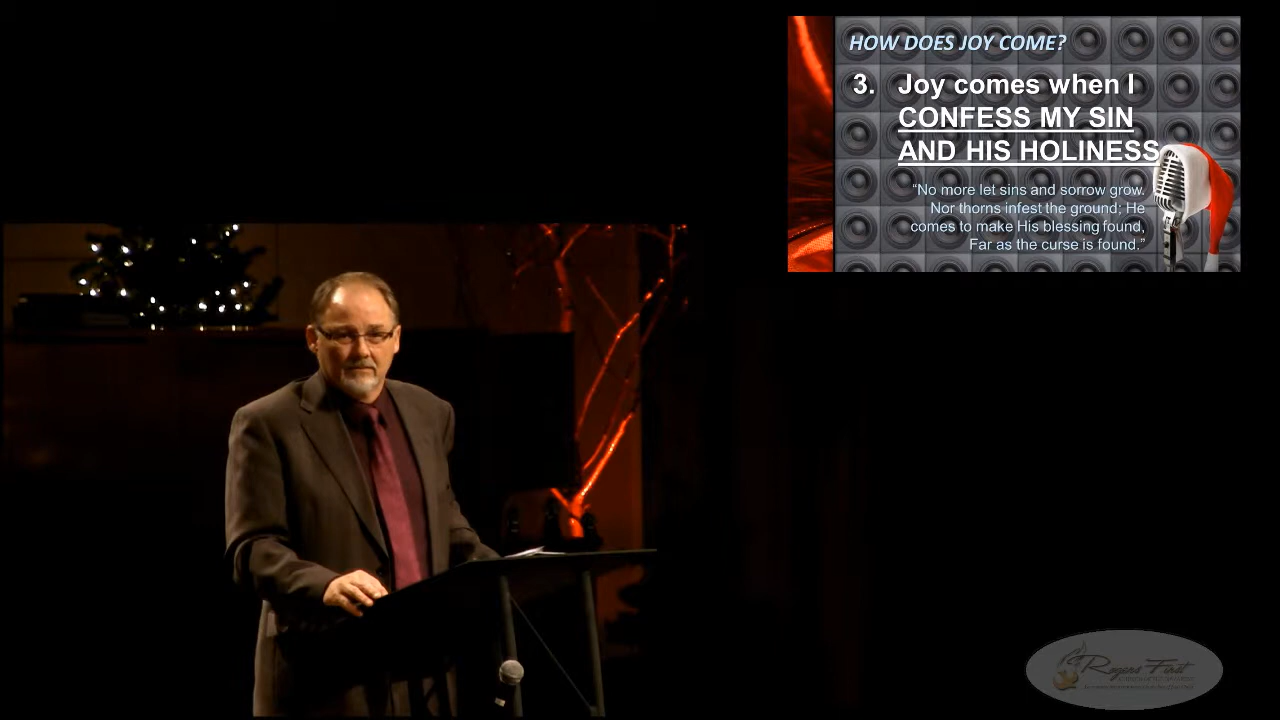 HOW DOES JOY COME?
3. Joy comes when I
CONFESS MY SIN
AND HIS HOLINESS
“No more let sins and sorrow grow.
Nor thorns infest the ground; He
comes to make His blessing found,
Far as the curse is found.”
Rogers First